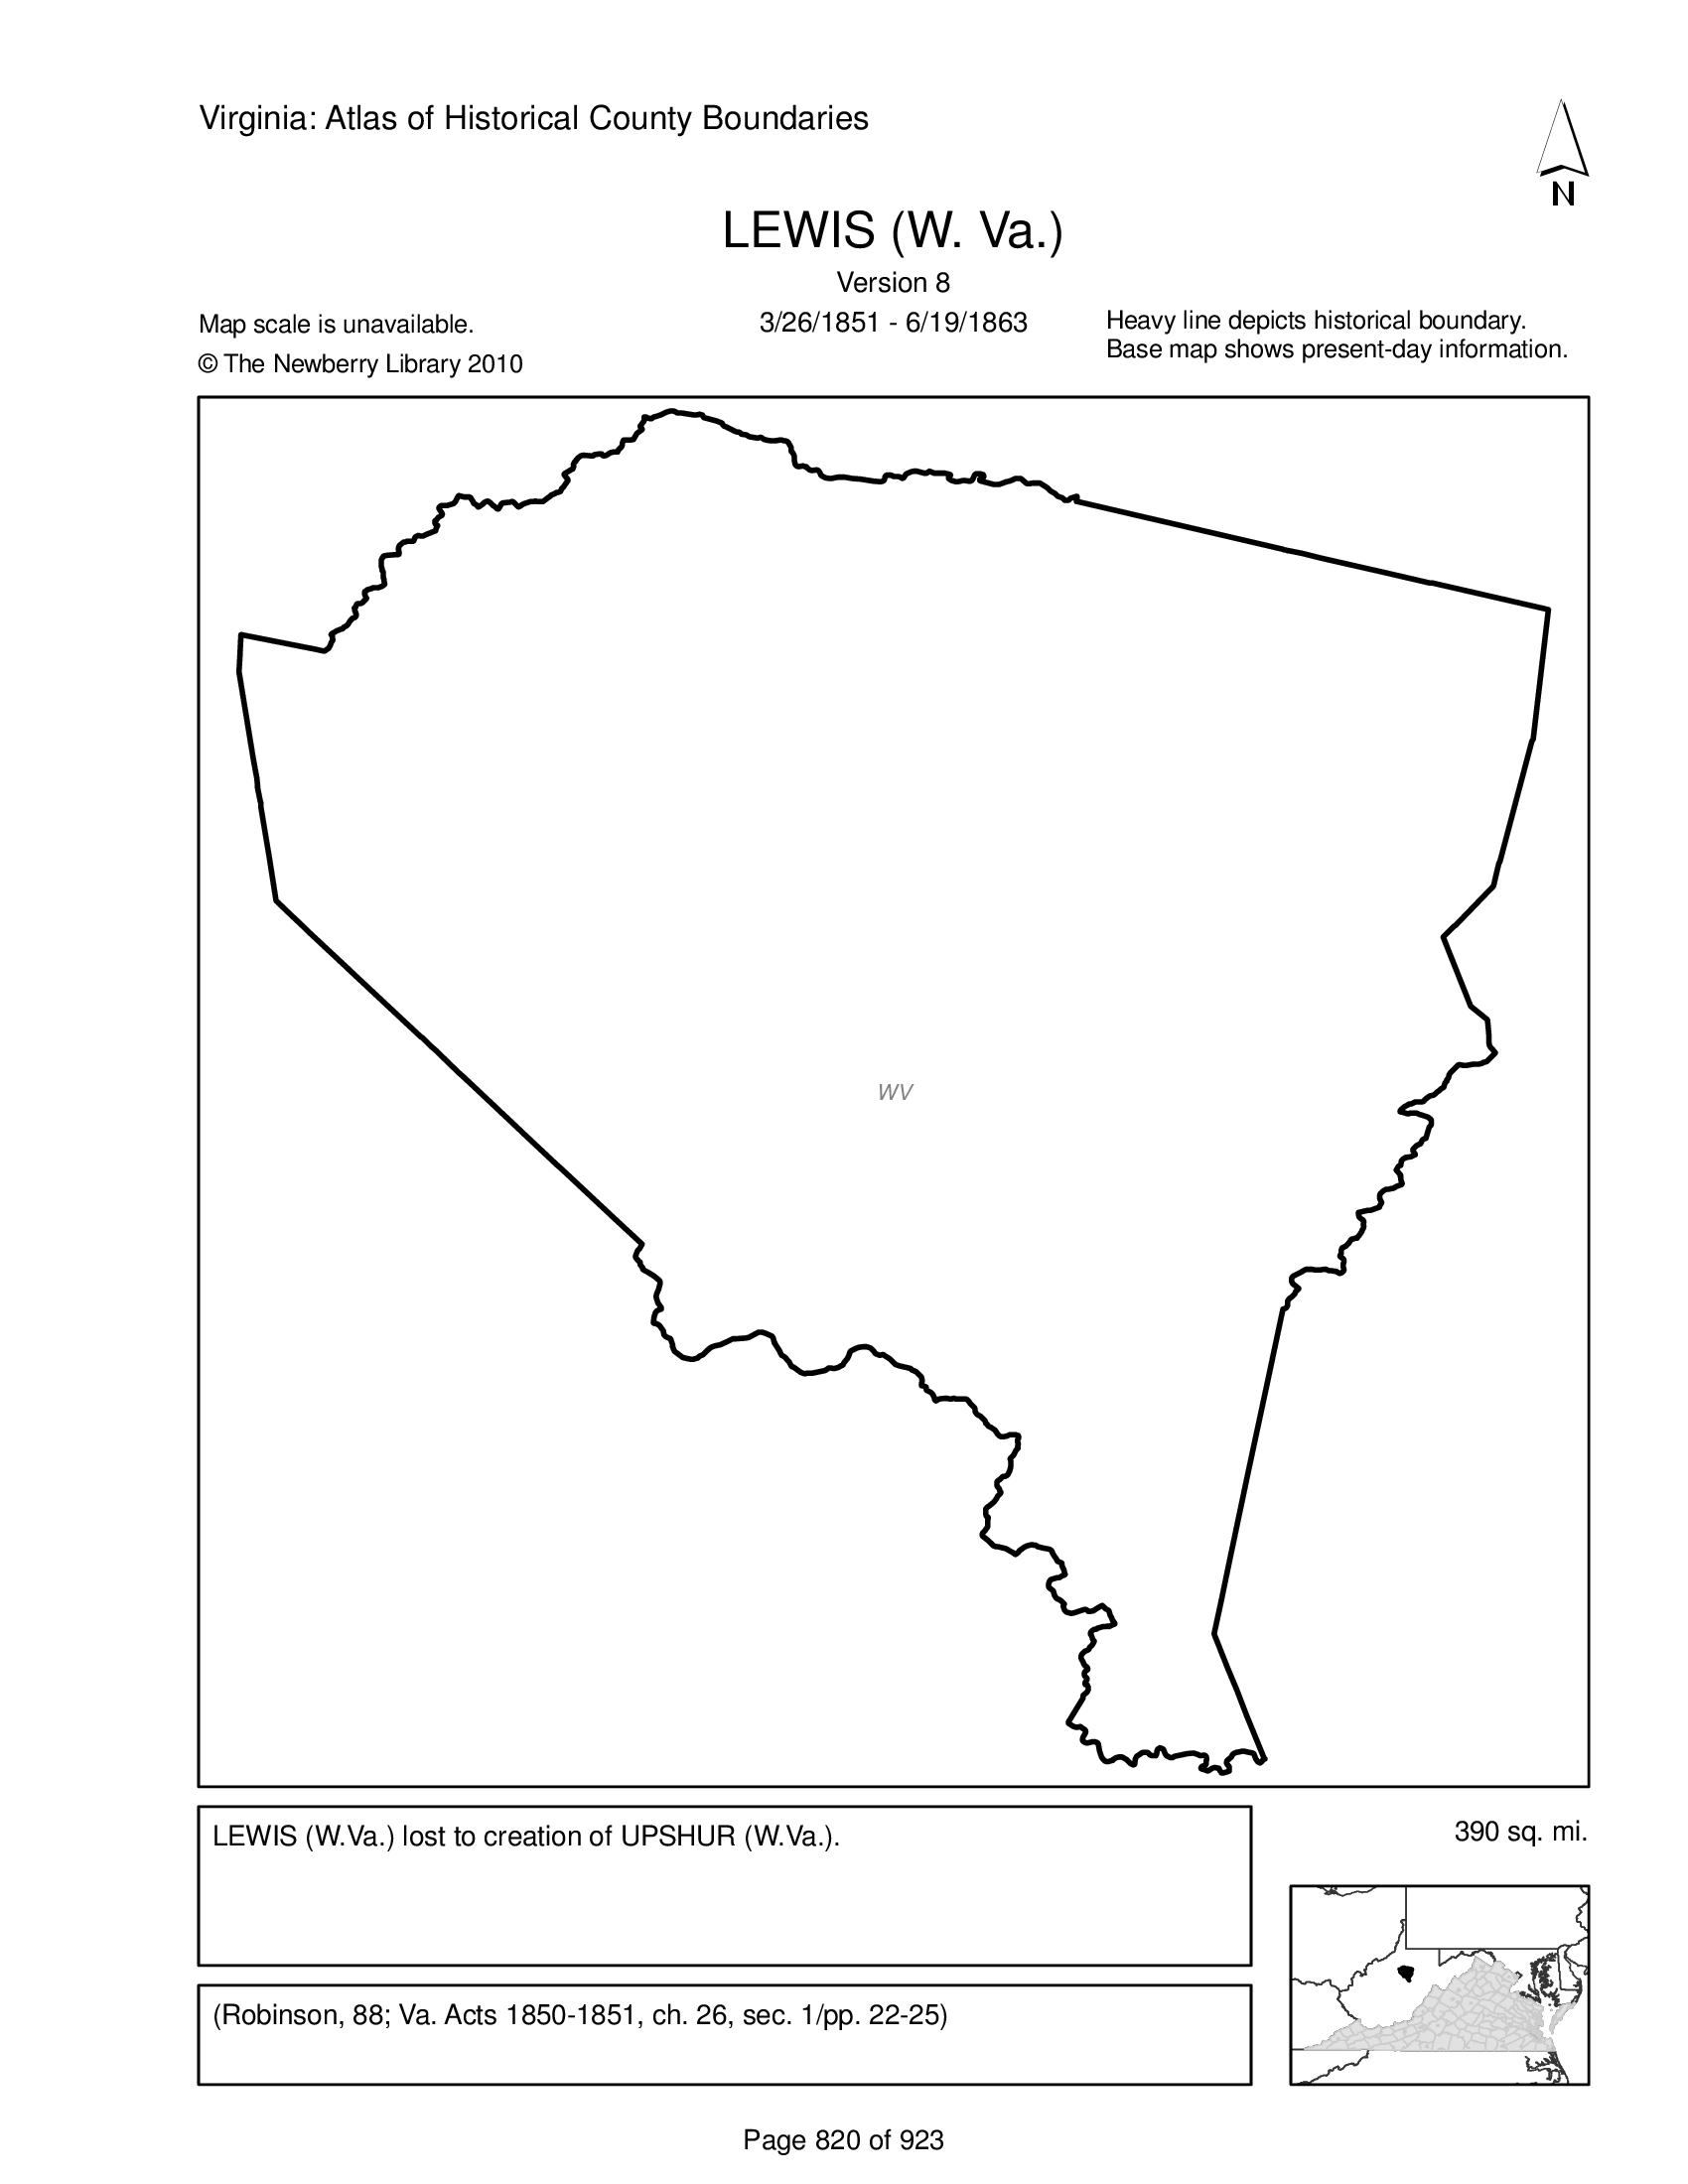 Virginia: Atlas of Historical County Boundaries
N
LEWIS (W. Va.)
Version 8
3/26/1851 - 6/19/1863
Map scale is unavailable.
© The Newberry Library 2010
Heavy line depicts historical boundary.
Base map shows present-day information.
WV
LEWIS (W.Va.) lost to creation of UPSHUR (W.Va.).
390 sq. mi.
(Robinson, 88; Va. Acts 1850-1851, ch. 26, sec. 1/pp. 22-25)
Page 820 of 923